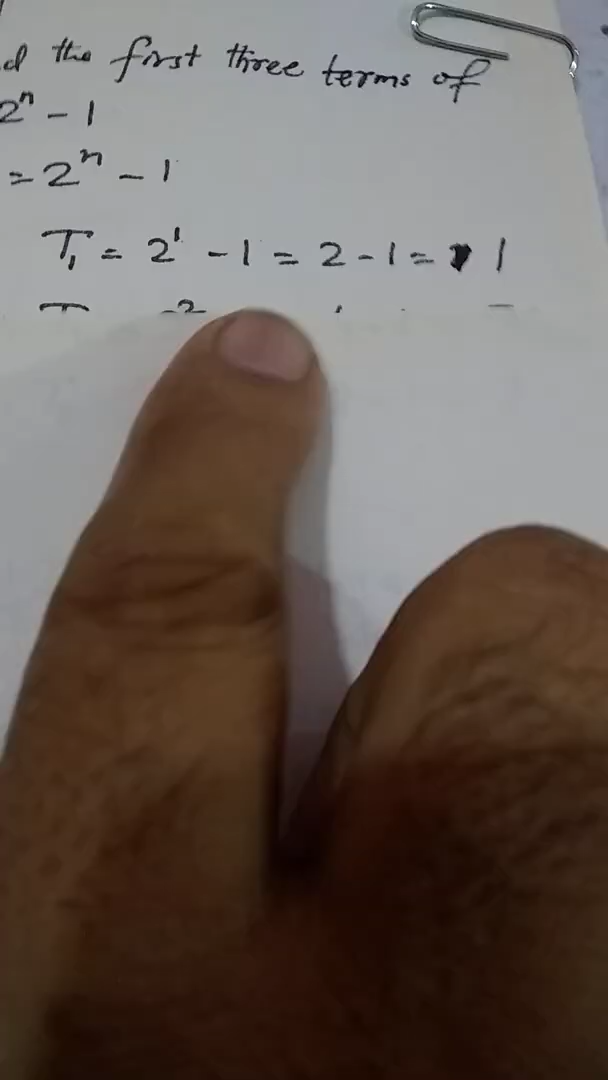 the first three terms of
2ⁿ - 1
= 2ⁿ - 1
T₁ = 2¹ - 1 = 2 - 1 = 1